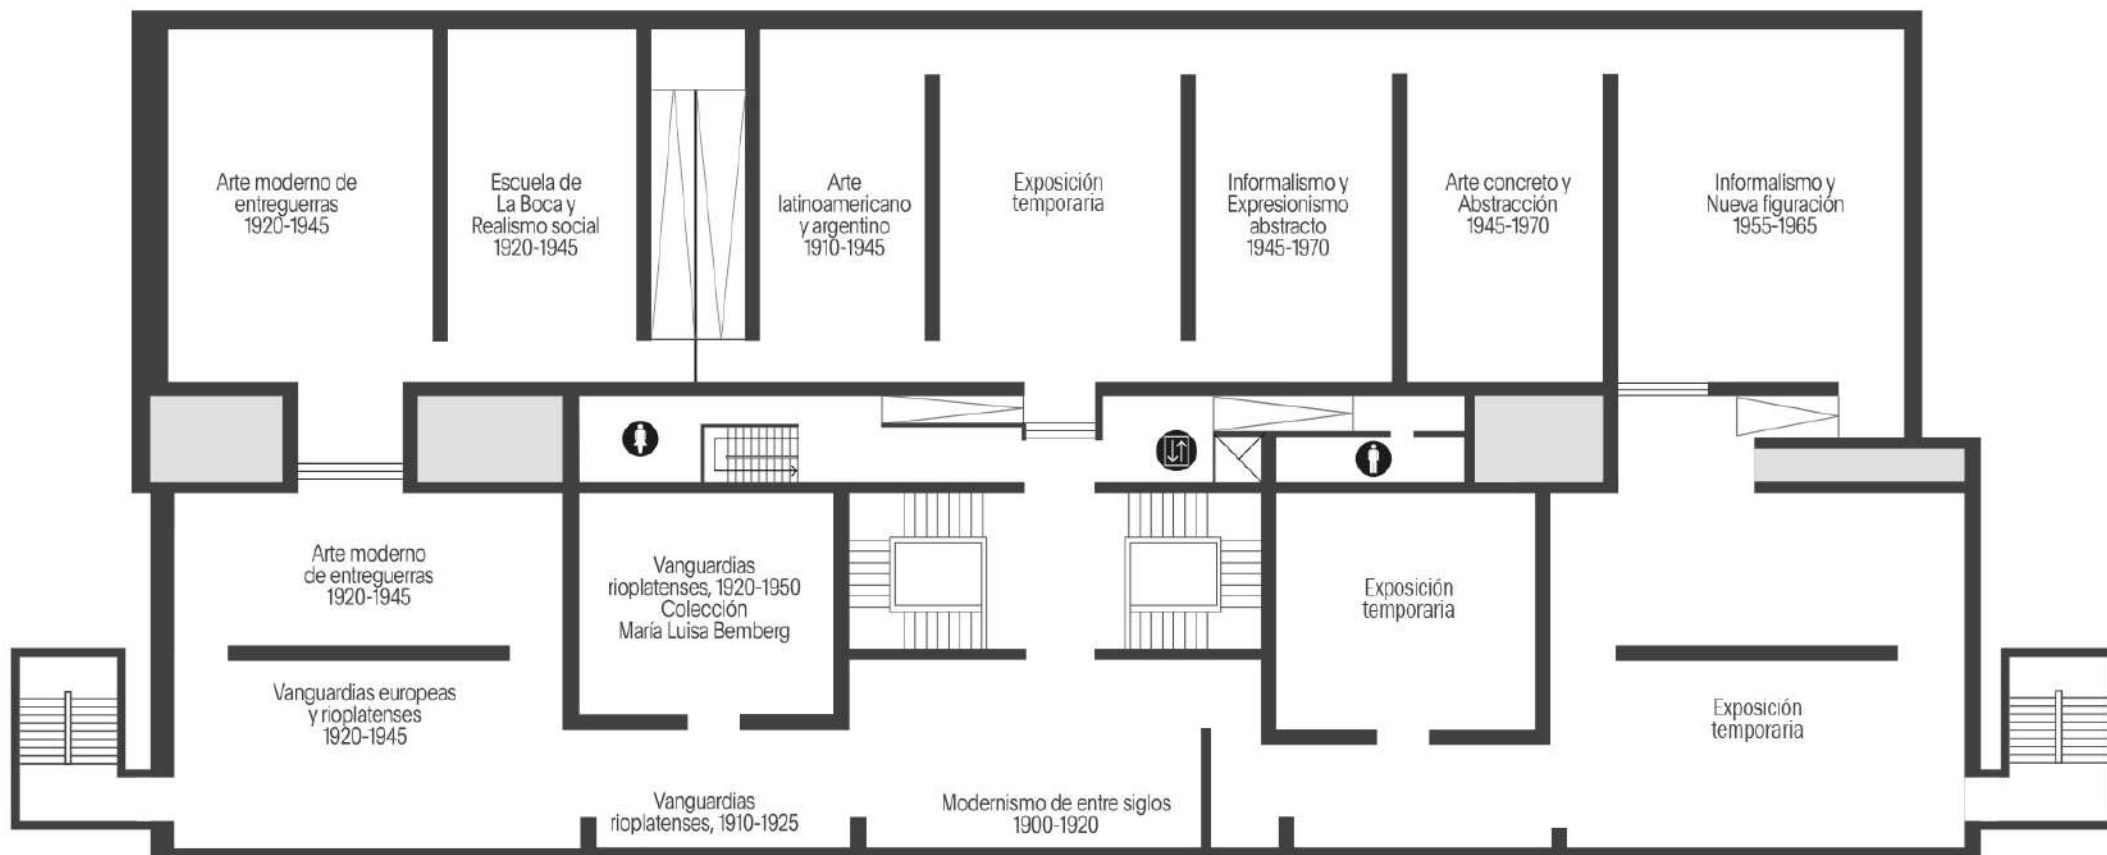 Arte moderno de
entreguerras
1920-1945
Escuela de
La Boca y
Realismo social
1920-1945
Arte
latinoamericano
y argentino
1910-1945
Exposición
temporaria
Informalismo y
Expresionismo
abstracto
1945-1970
Arte concreto y
Abstracción
1945-1970
Informalismo y
Nueva figuración
1955-1965
Arte moderno
de entreguerras
1920-1945
Vanguardias
rioplatenses, 1920-1950
Colección
María Luisa Bemberg
Exposición
temporaria
Vanguardias europeas
y rioplatenses
1920-1945
Exposición
temporaria
Vanguardias
rioplatenses, 1910-1925
Modernismo de entre siglos
1900-1920